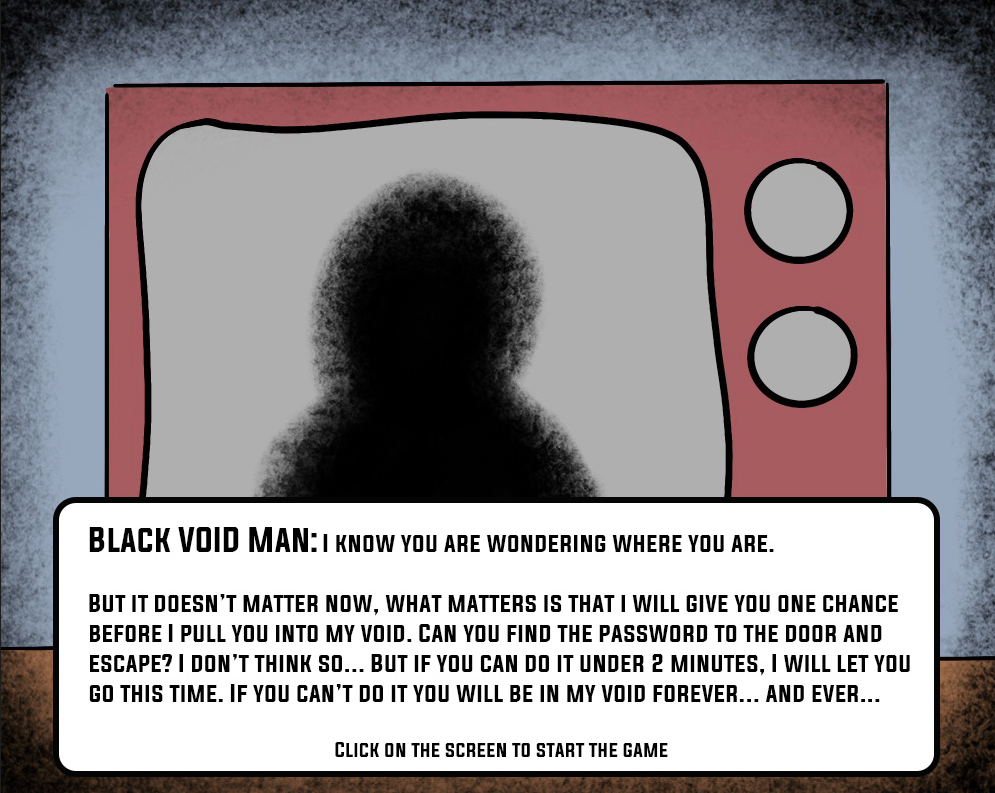 Black Void Man: I know you are wondering where you are.
But it doesn't matter now, what matters is that I will give you one chance
before I pull you into my void. Can you find the password to the door and
escape? I don't think so... But if you can do it under 2 minutes, I will let you
go this time. If you can't do it you will be in my void forever... and ever...
Click on the screen to start the game